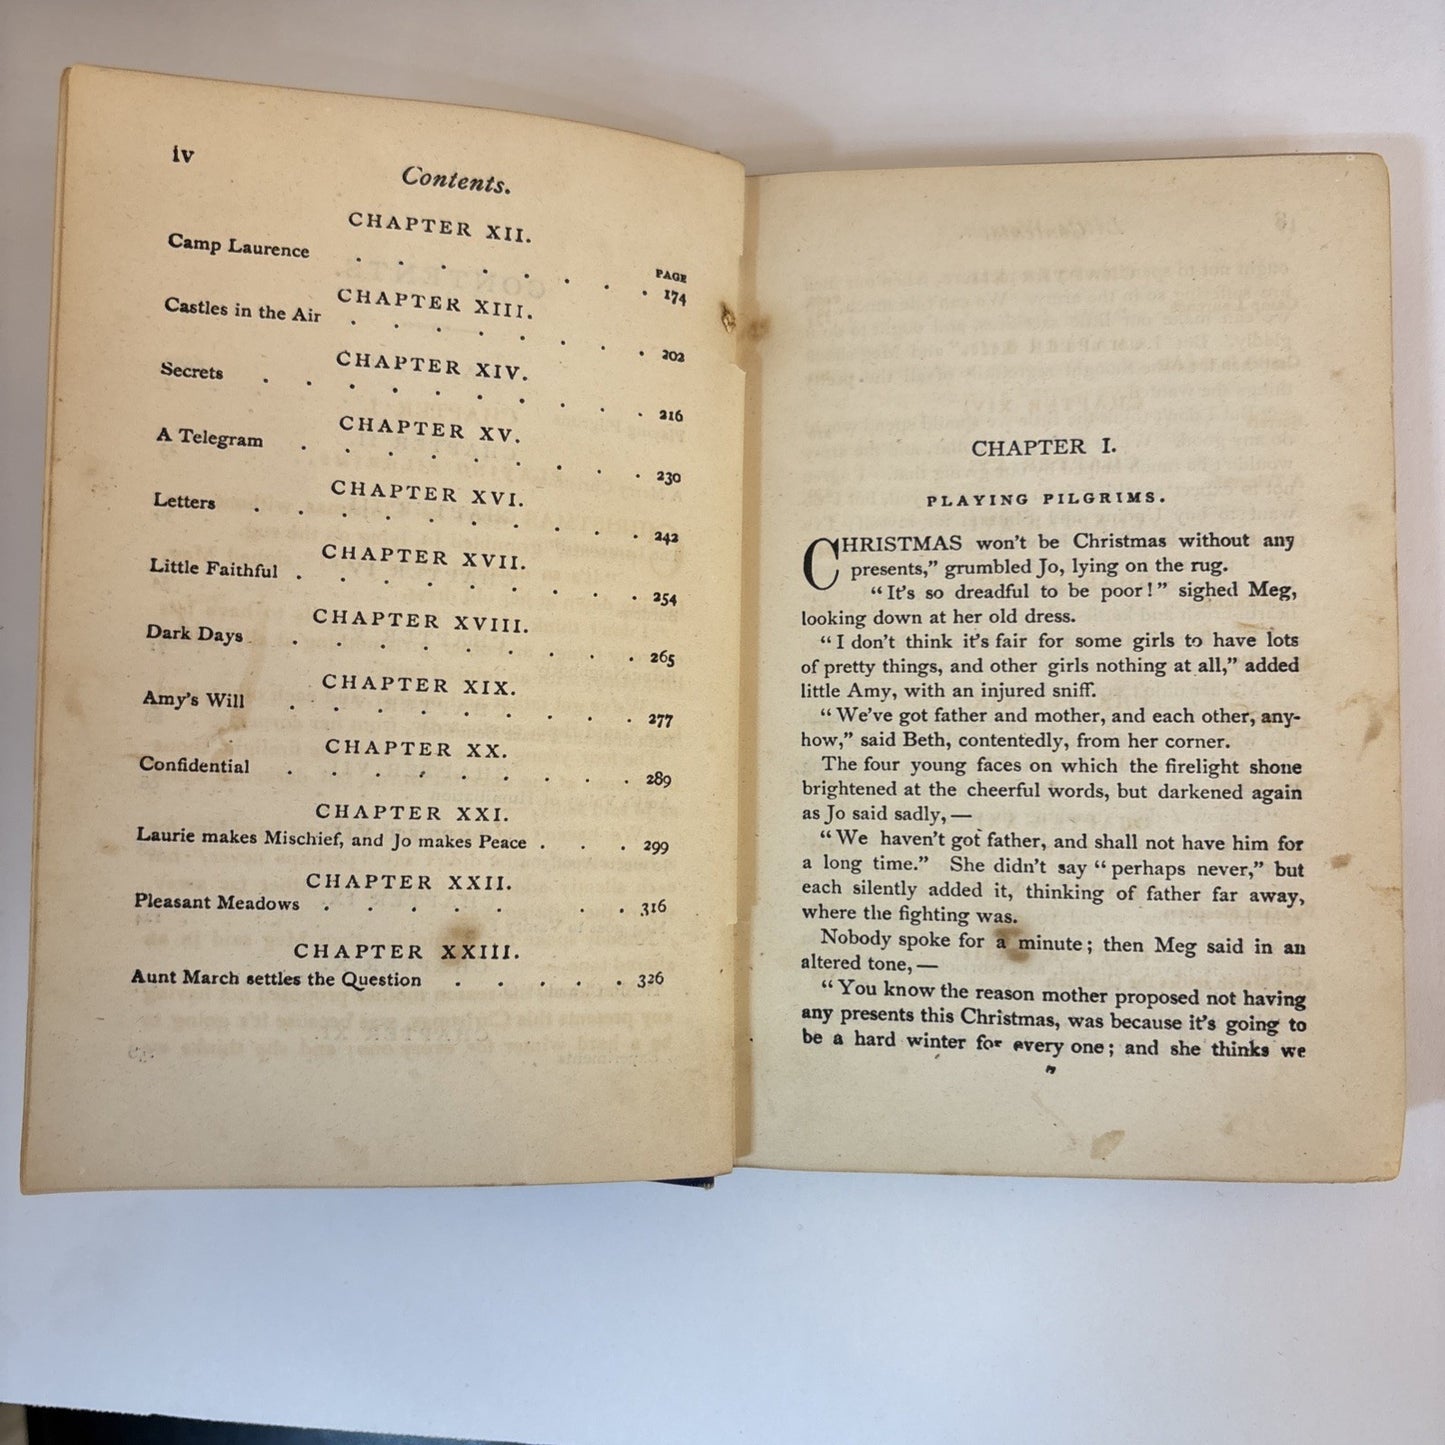 iv
Contents.
CHAPTER XII.
PAGE
Camp Laurence . . . . . . . 174
CHAPTER XIII.
Castles in the Air . . . . . . . 202
CHAPTER XIV.
Secrets . . . . . . . . . 216
CHAPTER XV.
A Telegram . . . . . . . . 230
CHAPTER XVI.
Letters . . . . . . . . . 242
CHAPTER XVII.
Little Faithful . . . . . . . . 254
CHAPTER XVIII.
Dark Days . . . . . . . . 265
CHAPTER XIX.
Amy's Will . . . . . . . . 277
CHAPTER XX.
Confidential . . . . . . . . 289
CHAPTER XXI.
Laurie makes Mischief, and Jo makes Peace . . . 299
CHAPTER XXII.
Pleasant Meadows . . . . . . . 316
CHAPTER XXIII.
Aunt March settles the Question . . . . . 326
CHAPTER I.
PLAYING PILGRIMS.
CHRISTMAS won't be Christmas without any
presents," grumbled Jo, lying on the rug.
"It's so dreadful to be poor!" sighed Meg,
looking down at her old dress.
"I don't think it's fair for some girls to have lots
of pretty things, and other girls nothing at all," added
little Amy, with an injured sniff.
"We've got father and mother, and each other, any-
how," said Beth, contentedly, from her corner.
The four young faces on which the firelight shone
brightened at the cheerful words, but darkened again
as Jo said sadly, —
"We haven't got father, and shall not have him for
a long time." She didn't say "perhaps never," but
each silently added it, thinking of father far away,
where the fighting was.
Nobody spoke for a minute; then Meg said in an
altered tone, —
"You know the reason mother proposed not having
any presents this Christmas, was because it's going to
be a hard winter for every one; and she thinks we